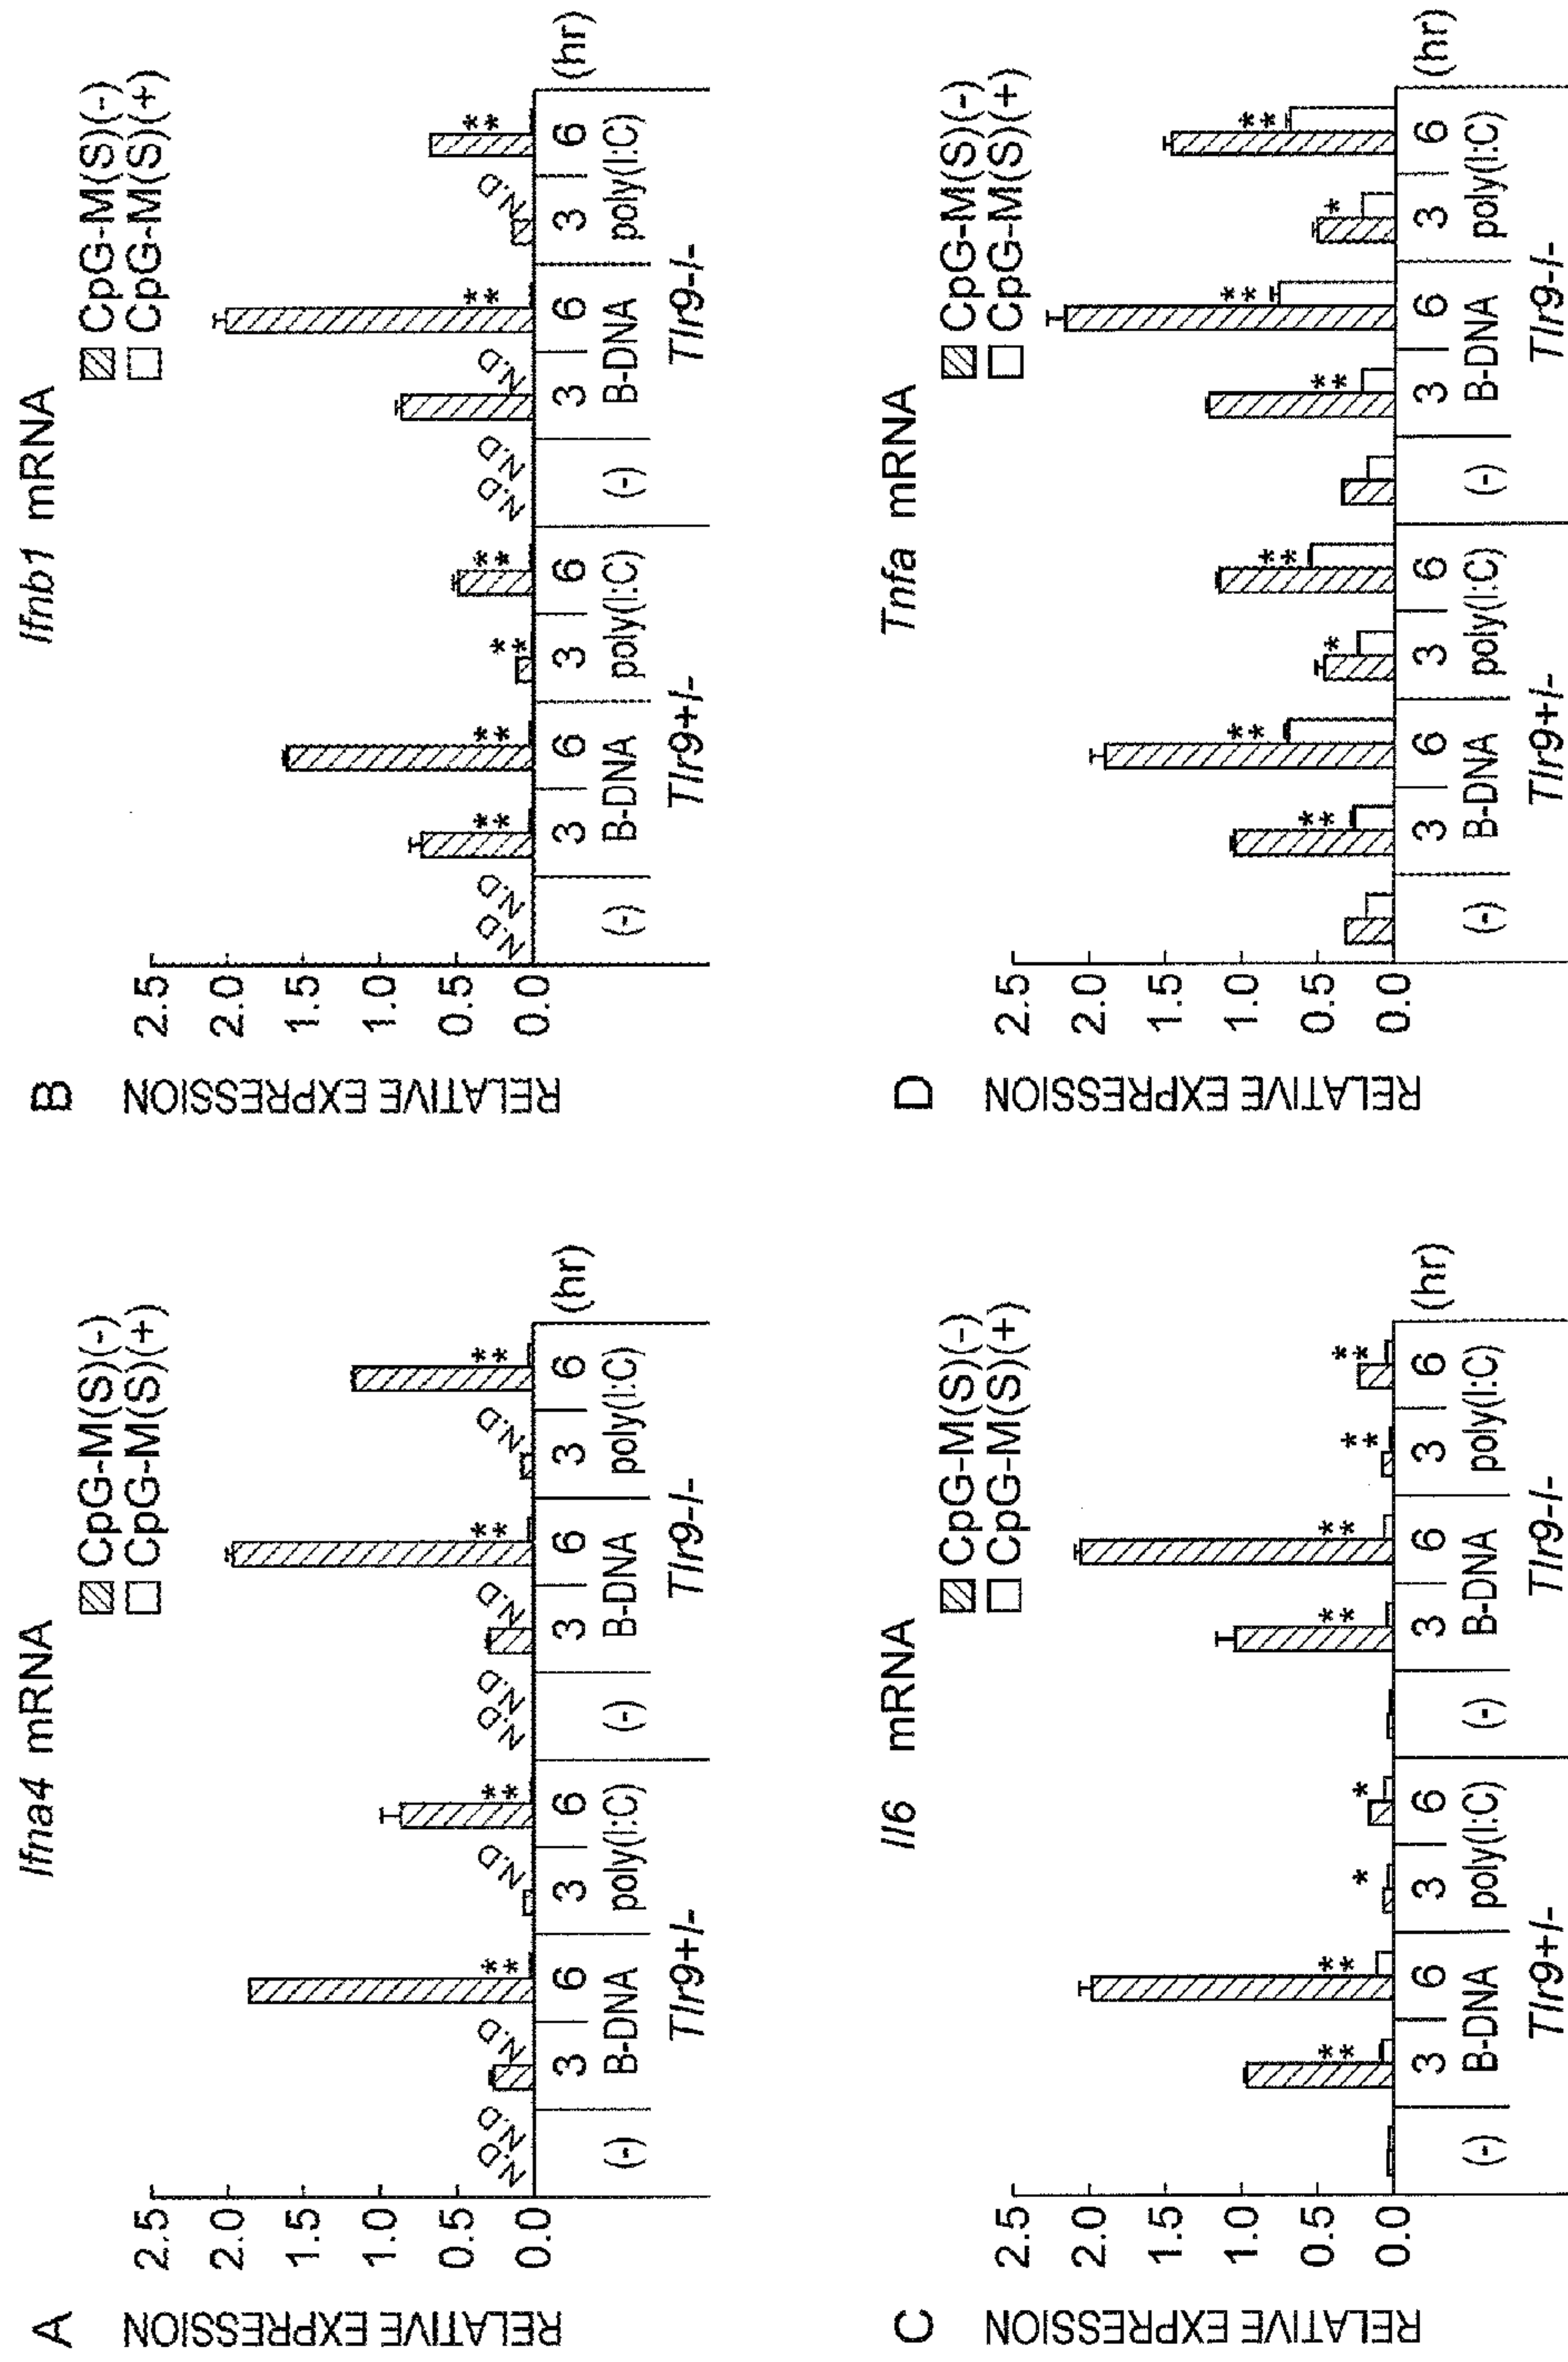 A
Ifna4 mRNA
CpG-M(S)(-)
CpG-M(S)(+)
RELATIVE EXPRESSION
2.5
2.0
1.5
1.0
0.5
0.0
N.D N.D N.D ** N.D ** N.D N.D N.D ** N.D **
(-) 3 6 3 6 (-) 3 6 3 6 (hr)
B-DNA poly(I:C) B-DNA poly(I:C)
Tlr9+/- Tlr9-/-
B
Ifnb1 mRNA
CpG-M(S)(-)
CpG-M(S)(+)
RELATIVE EXPRESSION
2.5
2.0
1.5
1.0
0.5
0.0
N.D N.D ** ** ** ** N.D N.D N.D ** N.D **
(-) 3 6 3 6 (-) 3 6 3 6 (hr)
B-DNA poly(I:C) B-DNA poly(I:C)
Tlr9+/- Tlr9-/-
C
Il6 mRNA
CpG-M(S)(-)
CpG-M(S)(+)
RELATIVE EXPRESSION
2.5
2.0
1.5
1.0
0.5
0.0
** ** * * ** ** ** **
(-) 3 6 3 6 (-) 3 6 3 6 (hr)
B-DNA poly(I:C) B-DNA poly(I:C)
Tlr9+/- Tlr9-/-
D
Tnfa mRNA
CpG-M(S)(-)
CpG-M(S)(+)
RELATIVE EXPRESSION
2.5
2.0
1.5
1.0
0.5
0.0
** ** * ** ** ** * **
(-) 3 6 3 6 (-) 3 6 3 6 (hr)
B-DNA poly(I:C) B-DNA poly(I:C)
Tlr9+/- Tlr9-/-